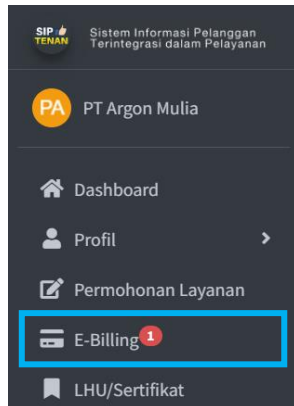 SIP
TENAN
Sistem Informasi Pelanggan
Terintegrasi dalam Pelayanan
PA
PT Argon Mulia
Dashboard
Profil
Permohonan Layanan
E-Billing 1
LHU/Sertifikat